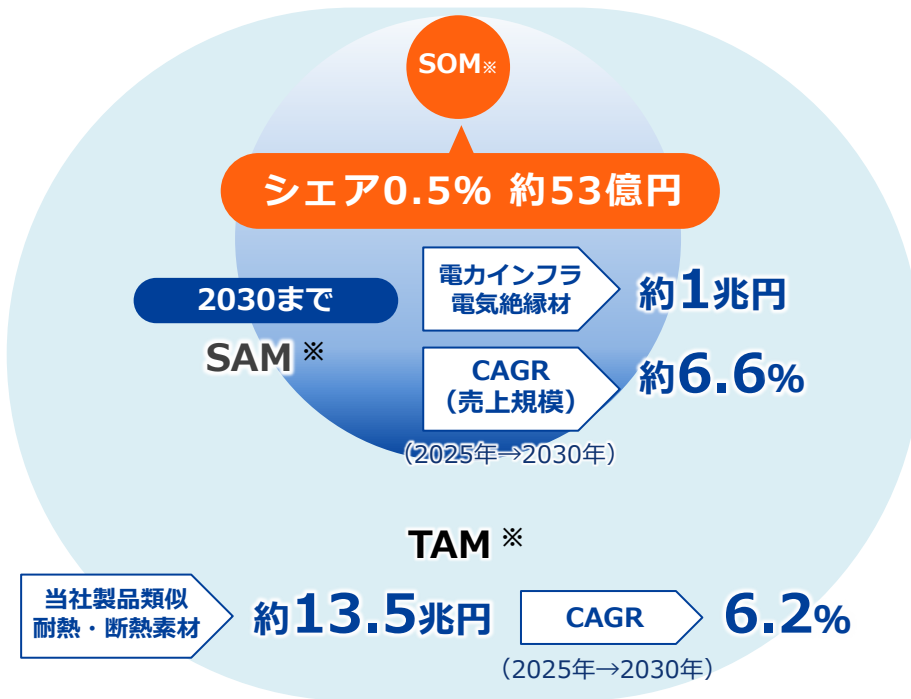 SOM※
シェア0.5% 約53億円
2030まで
SAM※
電力インフラ
電気絶縁材
約1兆円
CAGR
（売上規模）
約6.6%
（2025年→2030年）
TAM※
当社製品類似
耐熱・断熱素材
約13.5兆円
CAGR
6.2%
（2025年→2030年）